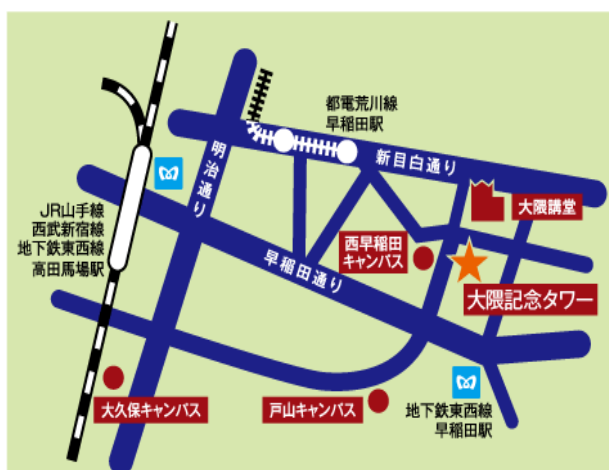 都電荒川線
早稲田駅
新目白通り
明治通り
大隈講堂
JR山手線
西武新宿線
地下鉄東西線
高田馬場駅
西早稲田
キャンパス
早稲田通り
大隈記念タワー
大久保キャンパス
戸山キャンパス
地下鉄東西線
早稲田駅